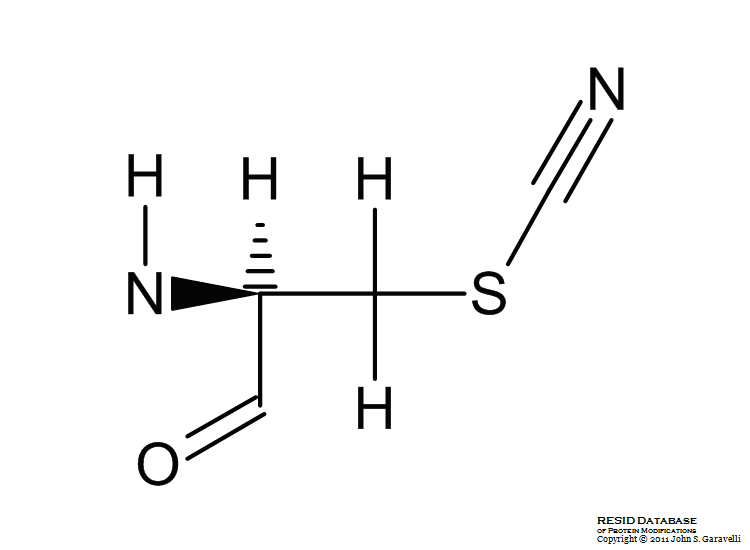 N
H H H
N S
H
O
RESID DATABASE
OF PROTEIN MODIFICATIONS
Copyright © 2011 John S. Garavelli